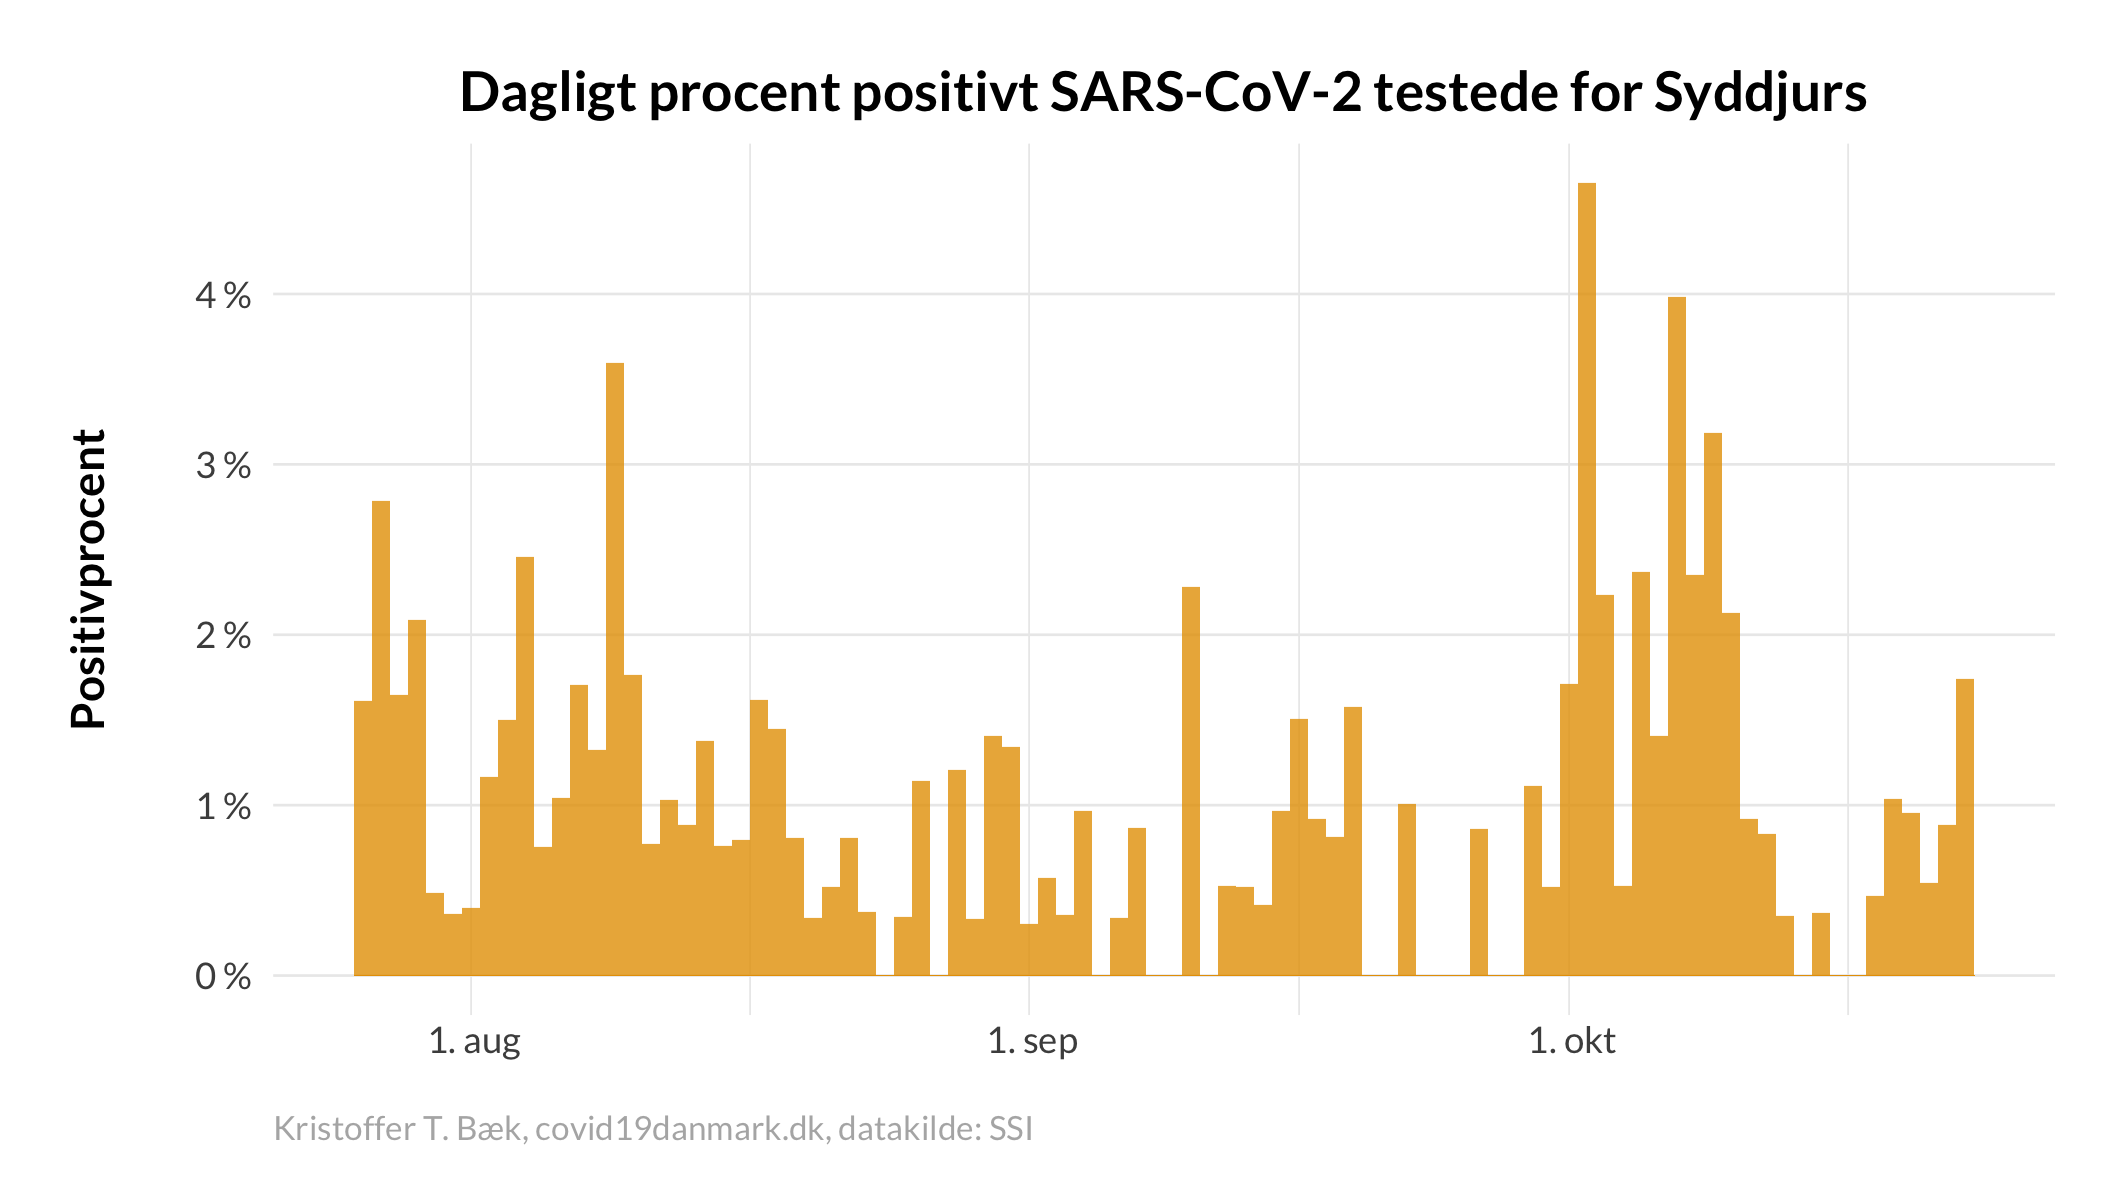 Dagligt procent positivt SARS-CoV-2 testede for Syddjurs
Positivprocent
4 %
3 %
2 %
1 %
0 %
1. aug
1. sep
1. okt
Kristoffer T. Bæk, covid19danmark.dk, datakilde: SSI